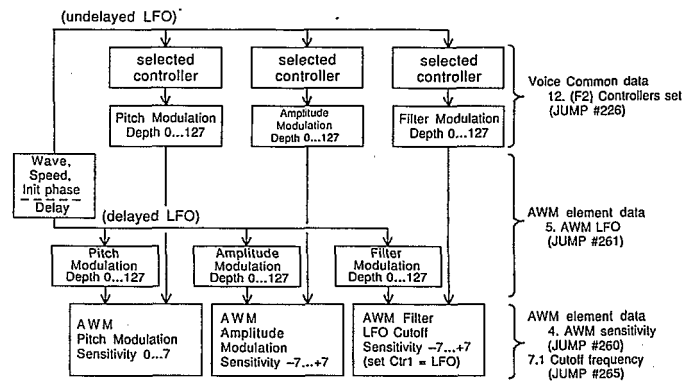 (undelayed LFO)
selected
controller
selected
controller
selected
controller
Pitch Modulation
Depth 0...127
Amplitude
Modulation
Depth 0...127
Filter Modulation
Depth 0...127
Voice Common data
12. (F2) Controllers set
(JUMP #226)
Wave,
Speed,
Init phase
Delay
(delayed LFO)
Pitch
Modulation
Depth 0...127
Amplitude
Modulation
Depth 0...127
Filter
Modulation
Depth 0...127
AWM element data
5. AWM LFO
(JUMP #261)
AWM
Pitch Modulation
Sensitivity 0...7
AWM
Amplitude
Modulation
Sensitivity –7...+7
AWM Filter
LFO Cutoff
Sensitivity –7...+7
(set Ctr1 = LFO)
AWM element data
4. AWM sensitivity
(JUMP #260)
7.1 Cutoff frequency
(JUMP #265)